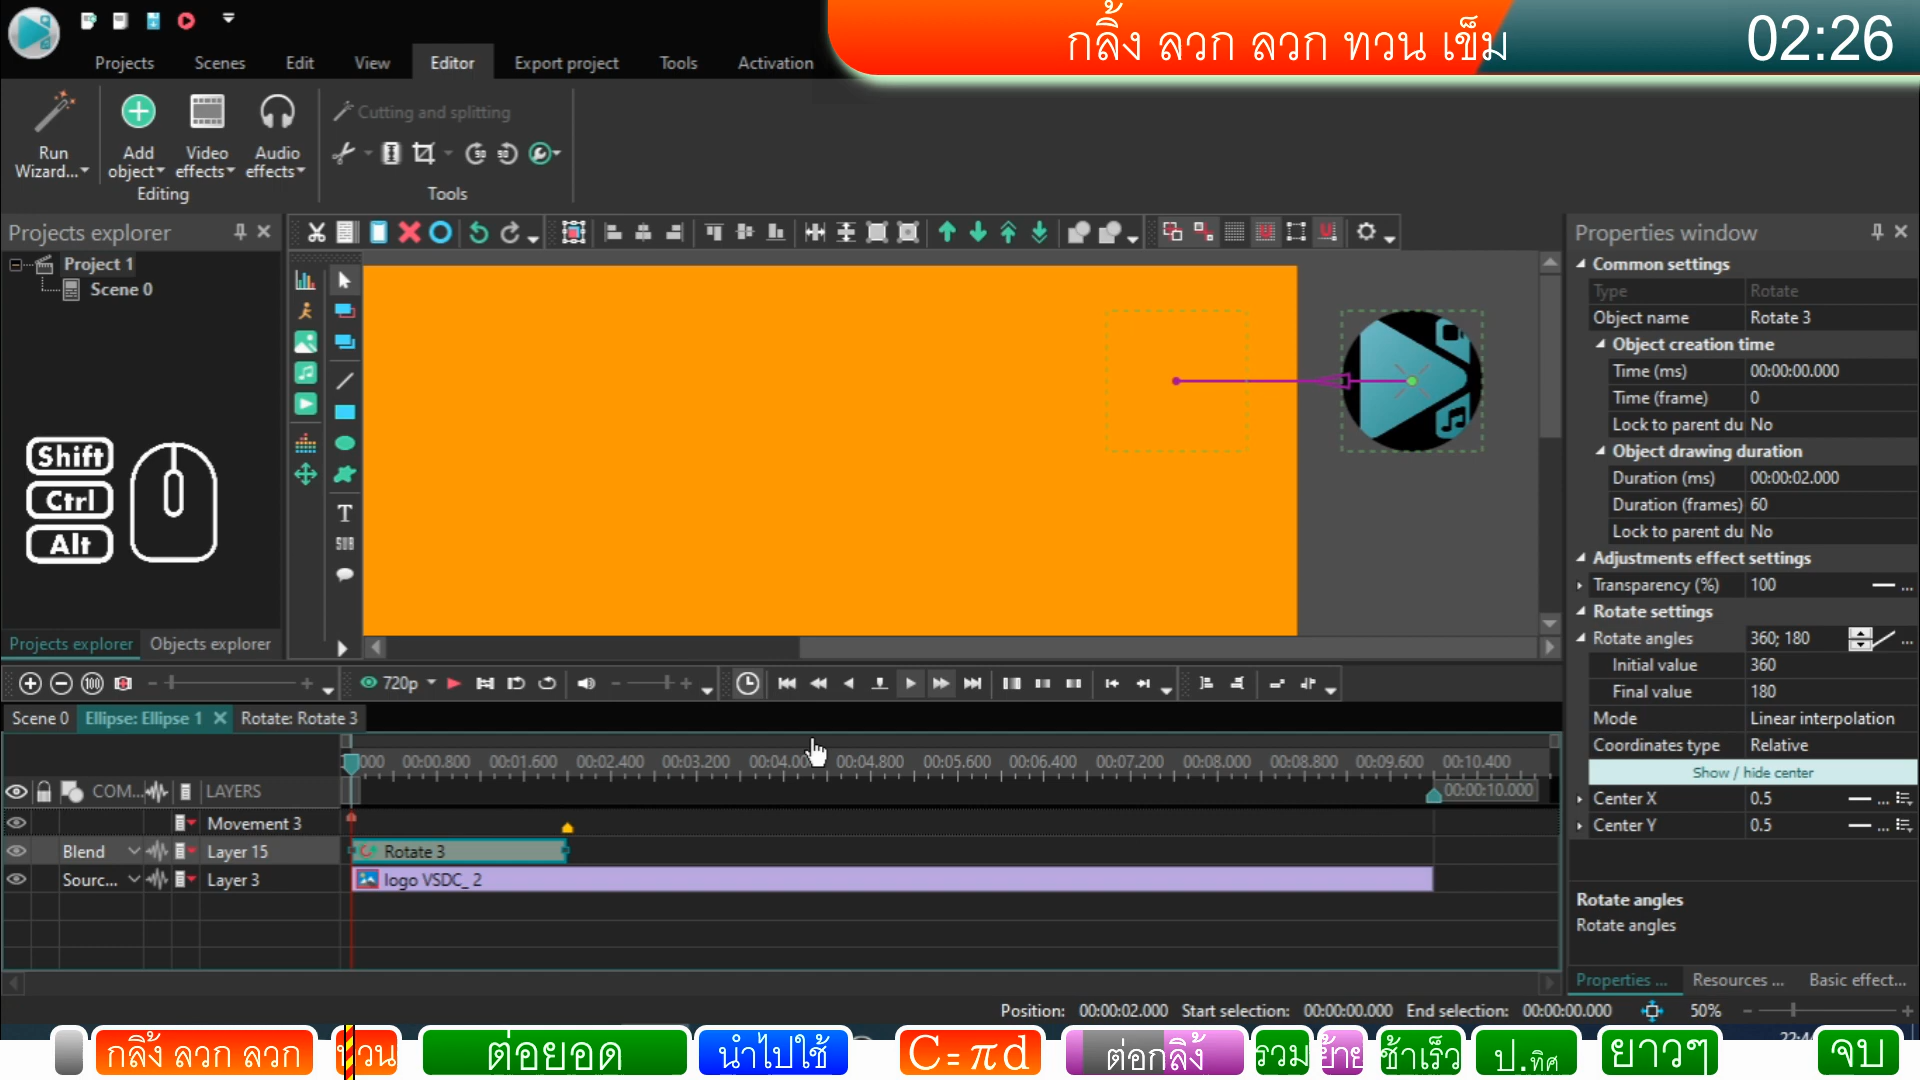 กลิ้ง ลวก ลวก ทวน เข็ม
02:26
Projects
Scenes
Edit
View
Editor
Export project
Tools
Activation
Run
Wizard...
Add
object
Video
effects
Audio
effects
Editing
Cutting and splitting
Tools
Projects explorer
Project 1
Scene 0
Shift
Ctrl
Alt
T
SUB
Projects explorer
Objects explorer
Properties window
Common settings
Type Rotate
Object name Rotate 3
Object creation time
Time (ms) 00:00:00.000
Time (frame) 0
Lock to parent du No
Object drawing duration
Duration (ms) 00:00:02.000
Duration (frames) 60
Lock to parent du No
Adjustments effect settings
Transparency (%) 100 ...
Rotate settings
Rotate angles 360; 180 ...
Initial value 360
Final value 180
Mode Linear interpolation
Coordinates type Relative
Show / hide center
Center X 0.5 ...
Center Y 0.5 ...
Rotate angles
Rotate angles
Properties ...
Resources ...
Basic effect...
100
720p
Scene 0
Ellipse: Ellipse 1
Rotate: Rotate 3
000 00:00.800 00:01.600 00:02.400 00:03.200 00:04.00 00:04.800 00:05.600 00:06.400 00:07.200 00:08.000 00:08.800 00:09.600 00:10.400
COM... LAYERS
00:00:10.000
Movement 3
Blend Layer 15 Rotate 3
Sourc... Layer 3 logo VSDC_ 2
Position: 00:00:02.000 Start selection: 00:00:00.000 End selection: 00:00:00.000 50%
กลิ้ง ลวก ลวก
ทวน
ต่อยอด
นำไปใช้
C=πd
ต่อกลิ้ง
รวม
ย้าย
ช้าเร็ว
ป.ทิศ
ยาวๆ
จบ